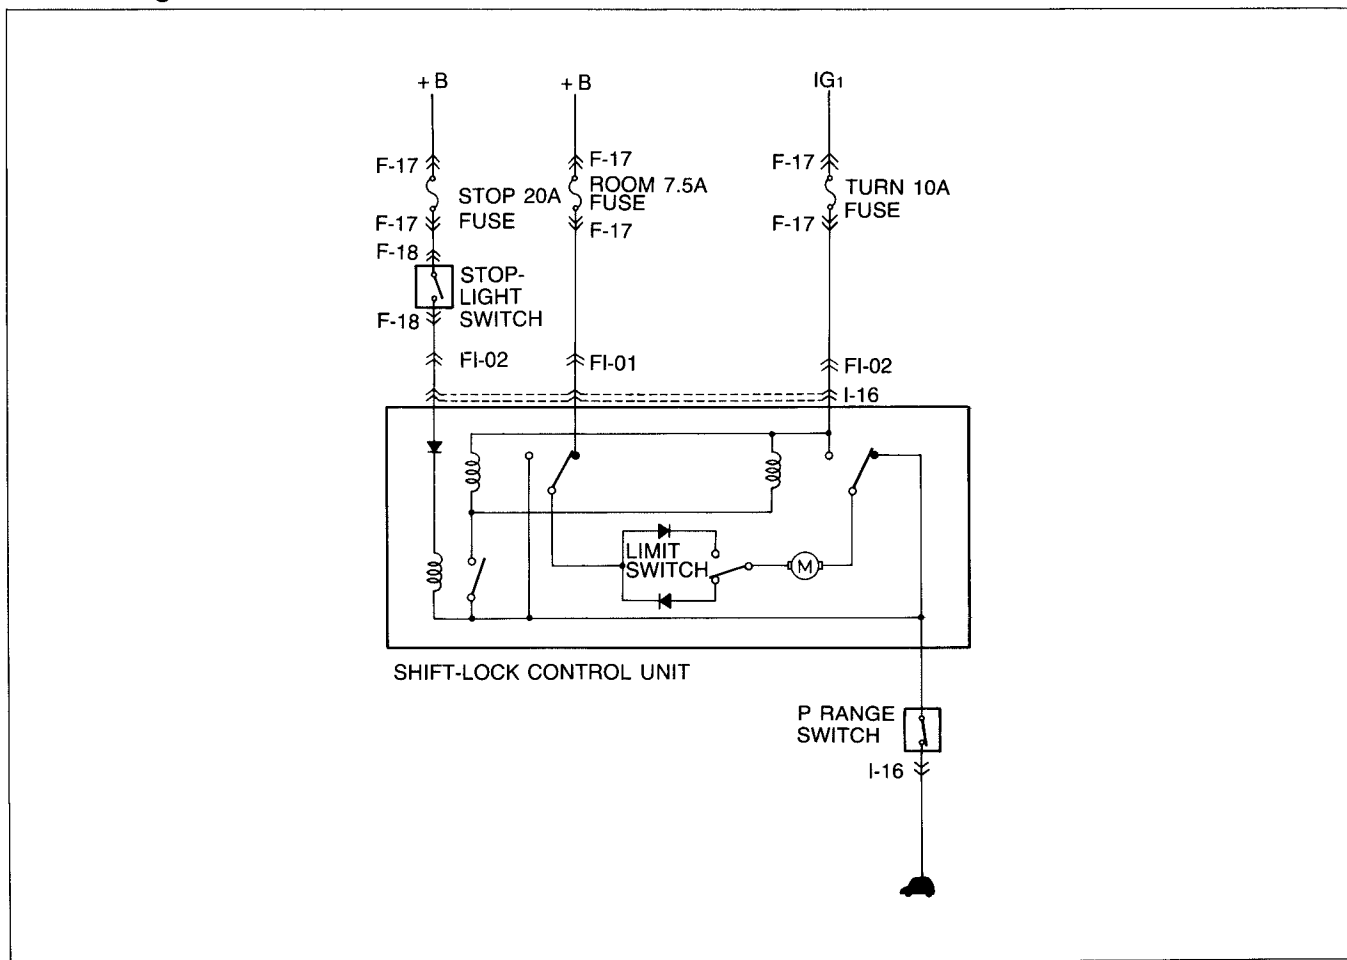 + B
+ B
IG1
F-17
F-17
F-17
STOP 20A
FUSE
ROOM 7.5A
FUSE
TURN 10A
FUSE
F-17
F-17
F-17
F-18
STOP-
LIGHT
SWITCH
F-18
FI-02
FI-01
FI-02
I-16
LIMIT
SWITCH
M
SHIFT-LOCK CONTROL UNIT
P RANGE
SWITCH
I-16